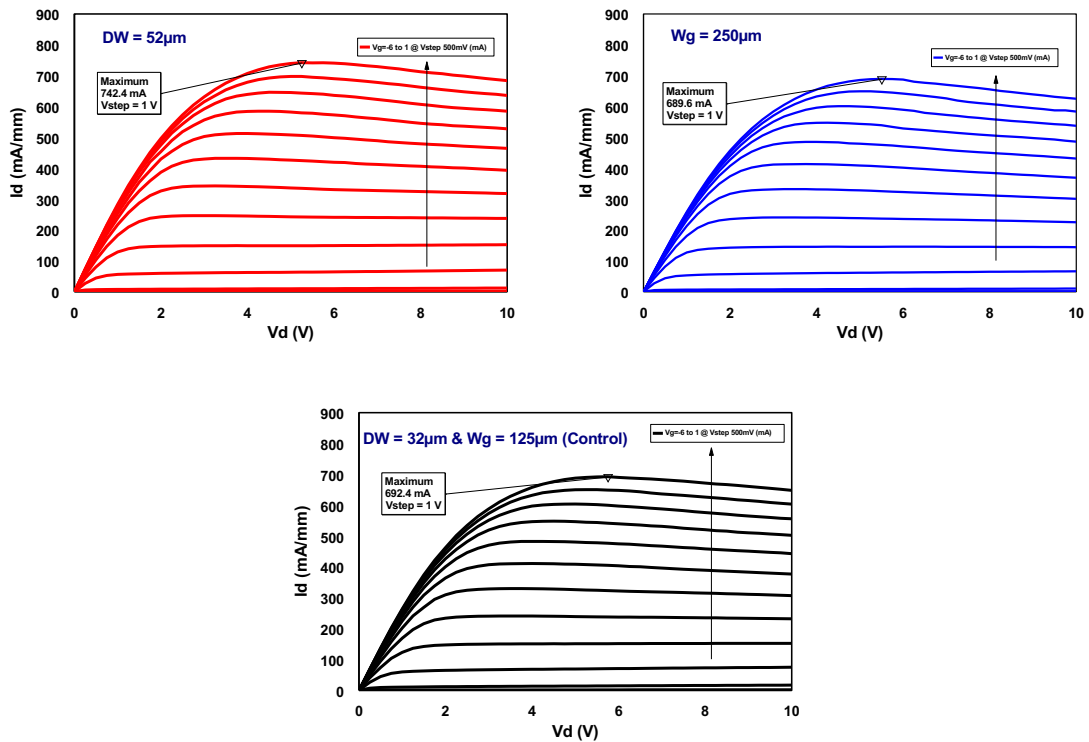 DW = 52µm
Vg=-6 to 1 @ Vstep 500mV (mA)
Maximum
742.4 mA
Vstep = 1 V
Id (mA/mm)
900
800
700
600
500
400
300
200
100
0
0 2 4 6 8 10
Vd (V)
Wg = 250µm
Vg=-6 to 1 @ Vstep 500mV (mA)
Maximum
689.6 mA
Vstep = 1 V
Id (mA/mm)
900
800
700
600
500
400
300
200
100
0
0 2 4 6 8 10
Vd (V)
DW = 32µm & Wg = 125µm (Control)
Vg=-6 to 1 @ Vstep 500mV (mA)
Maximum
692.4 mA
Vstep = 1 V
Id (mA/mm)
900
800
700
600
500
400
300
200
100
0
0 2 4 6 8 10
Vd (V)